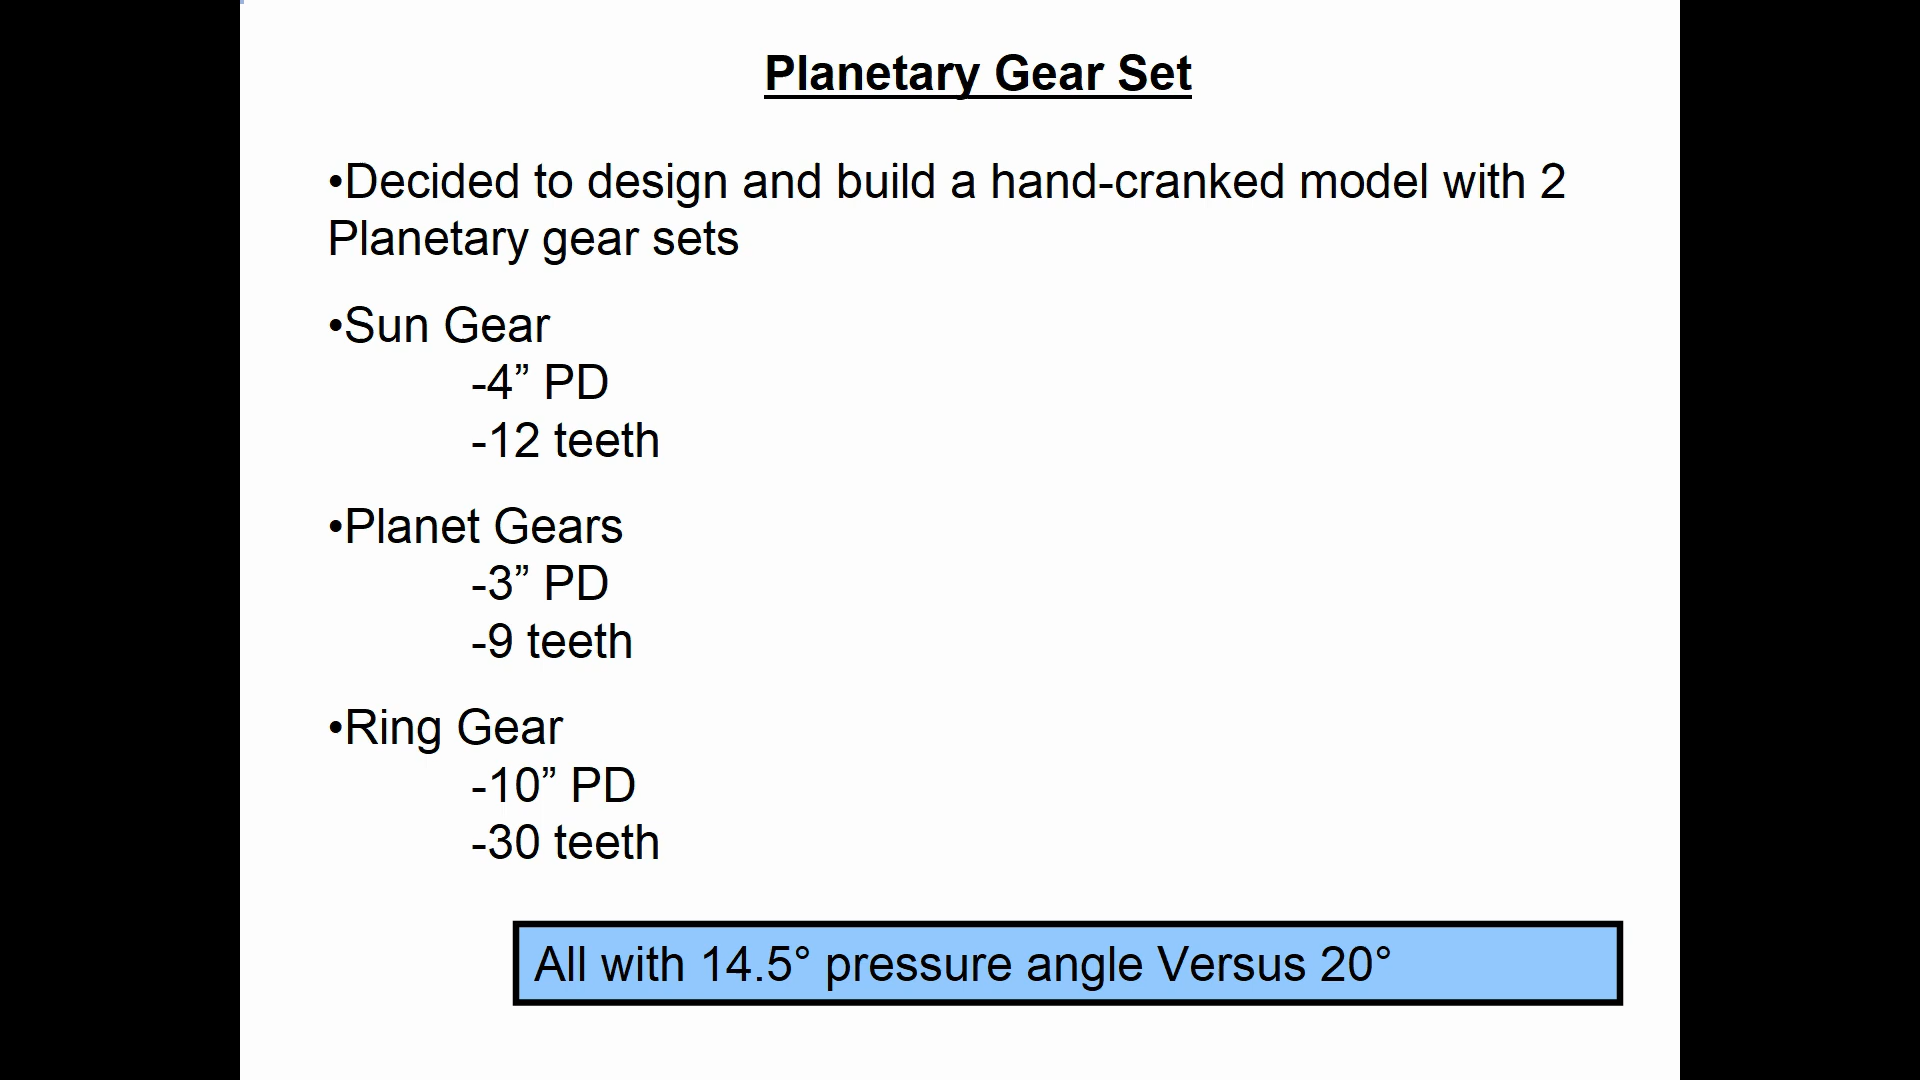 Planetary Gear Set
•Decided to design and build a hand-cranked model with 2
Planetary gear sets
•Sun Gear
-4” PD
-12 teeth
•Planet Gears
-3” PD
-9 teeth
•Ring Gear
-10” PD
-30 teeth
All with 14.5° pressure angle Versus 20°